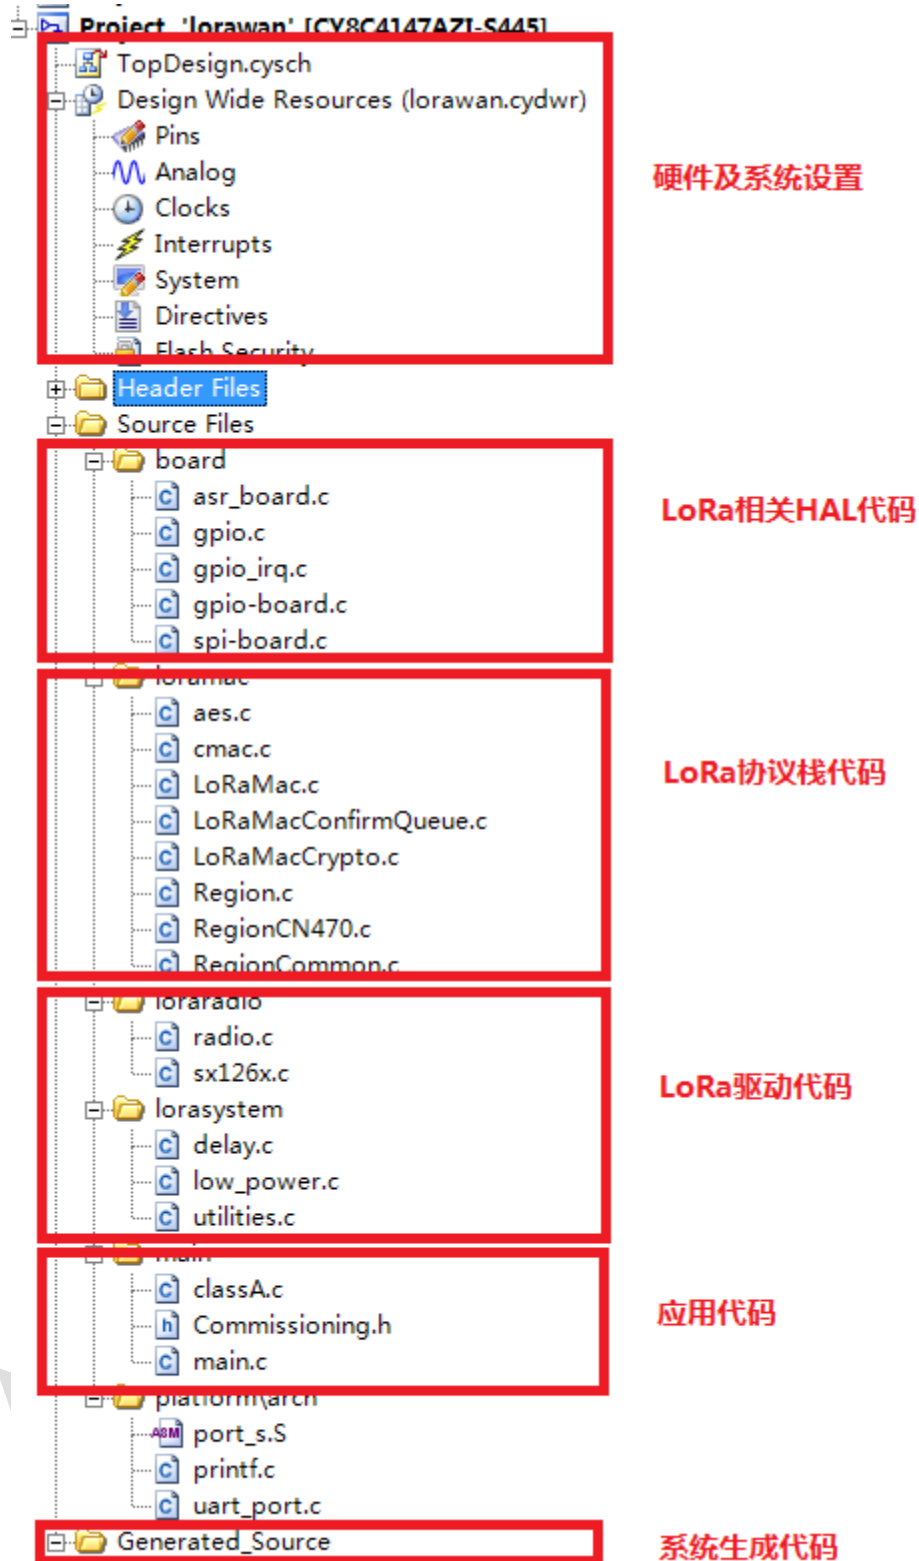 Project 'lorawan' [CY8C4147AZI-S445]
TopDesign.cysch
Design Wide Resources (lorawan.cydwr)
Pins
Analog
硬件及系统设置
Clocks
Interrupts
System
Directives
Flash Security
Header Files
Source Files
board
asr_board.c
LoRa相关HAL代码
gpio.c
gpio_irq.c
gpio-board.c
spi-board.c
loramac
aes.c
cmac.c
LoRa协议栈代码
LoRaMac.c
LoRaMacConfirmQueue.c
LoRaMacCrypto.c
Region.c
RegionCN470.c
RegionCommon.c
loraradio
radio.c
sx126x.c
LoRa驱动代码
lorasystem
delay.c
low_power.c
utilities.c
main
classA.c
应用代码
Commissioning.h
main.c
platform\arch
port_s.S
printf.c
uart_port.c
Generated_Source
系统生成代码